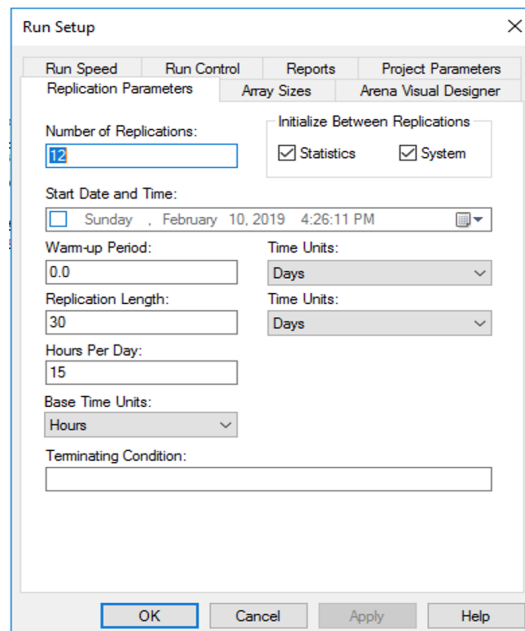 Run Setup
Run Speed Run Control Reports Project Parameters
Replication Parameters Array Sizes Arena Visual Designer
Number of Replications:
12
Initialize Between Replications
Statistics System
Start Date and Time:
Sunday , February 10, 2019 4:26:11 PM
Warm-up Period: Time Units:
0.0 Days
Replication Length: Time Units:
30 Days
Hours Per Day:
15
Base Time Units:
Hours
Terminating Condition:
OK Cancel Apply Help